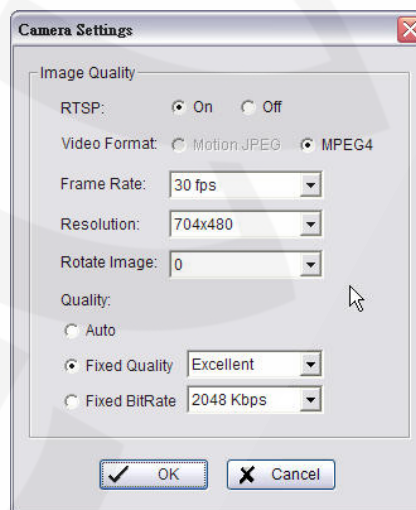 Camera Settings
Image Quality
RTSP: On Off
Video Format: Motion JPEG MPEG4
Frame Rate: 30 fps
Resolution: 704x480
Rotate Image: 0
Quality:
Auto
Fixed Quality Excellent
Fixed BitRate 2048 Kbps
OK Cancel